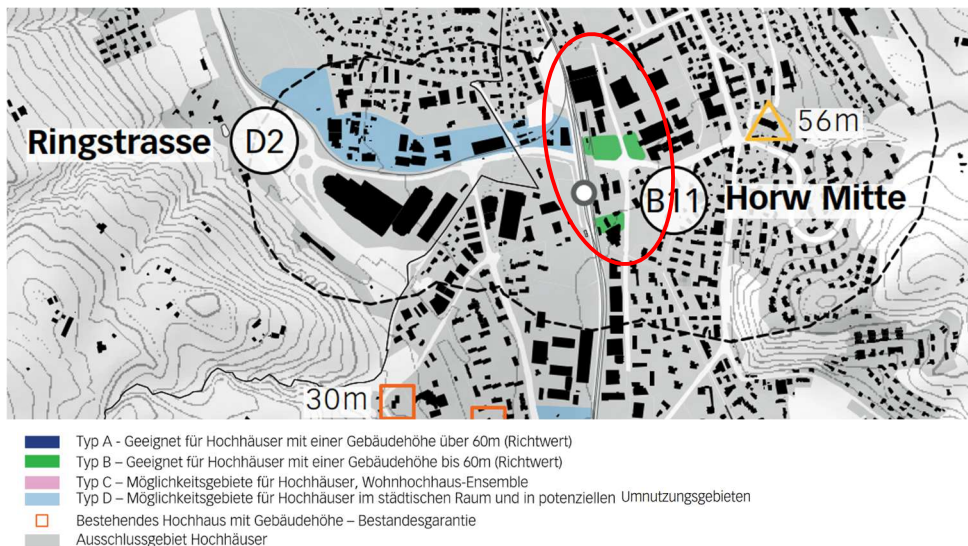 56m
Ringstrasse
D2
B11
Horw Mitte
30m
Typ A - Geeignet für Hochhäuser mit einer Gebäudehöhe über 60m (Richtwert)
Typ B – Geeignet für Hochhäuser mit einer Gebäudehöhe bis 60m (Richtwert)
Typ C – Möglichkeitsgebiete für Hochhäuser, Wohnhochhaus-Ensemble
Typ D – Möglichkeitsgebiete für Hochhäuser im städtischen Raum und in potenziellen Umnutzungsgebieten
Bestehendes Hochhaus mit Gebäudehöhe – Bestandesgarantie
Ausschlussgebiet Hochhäuser